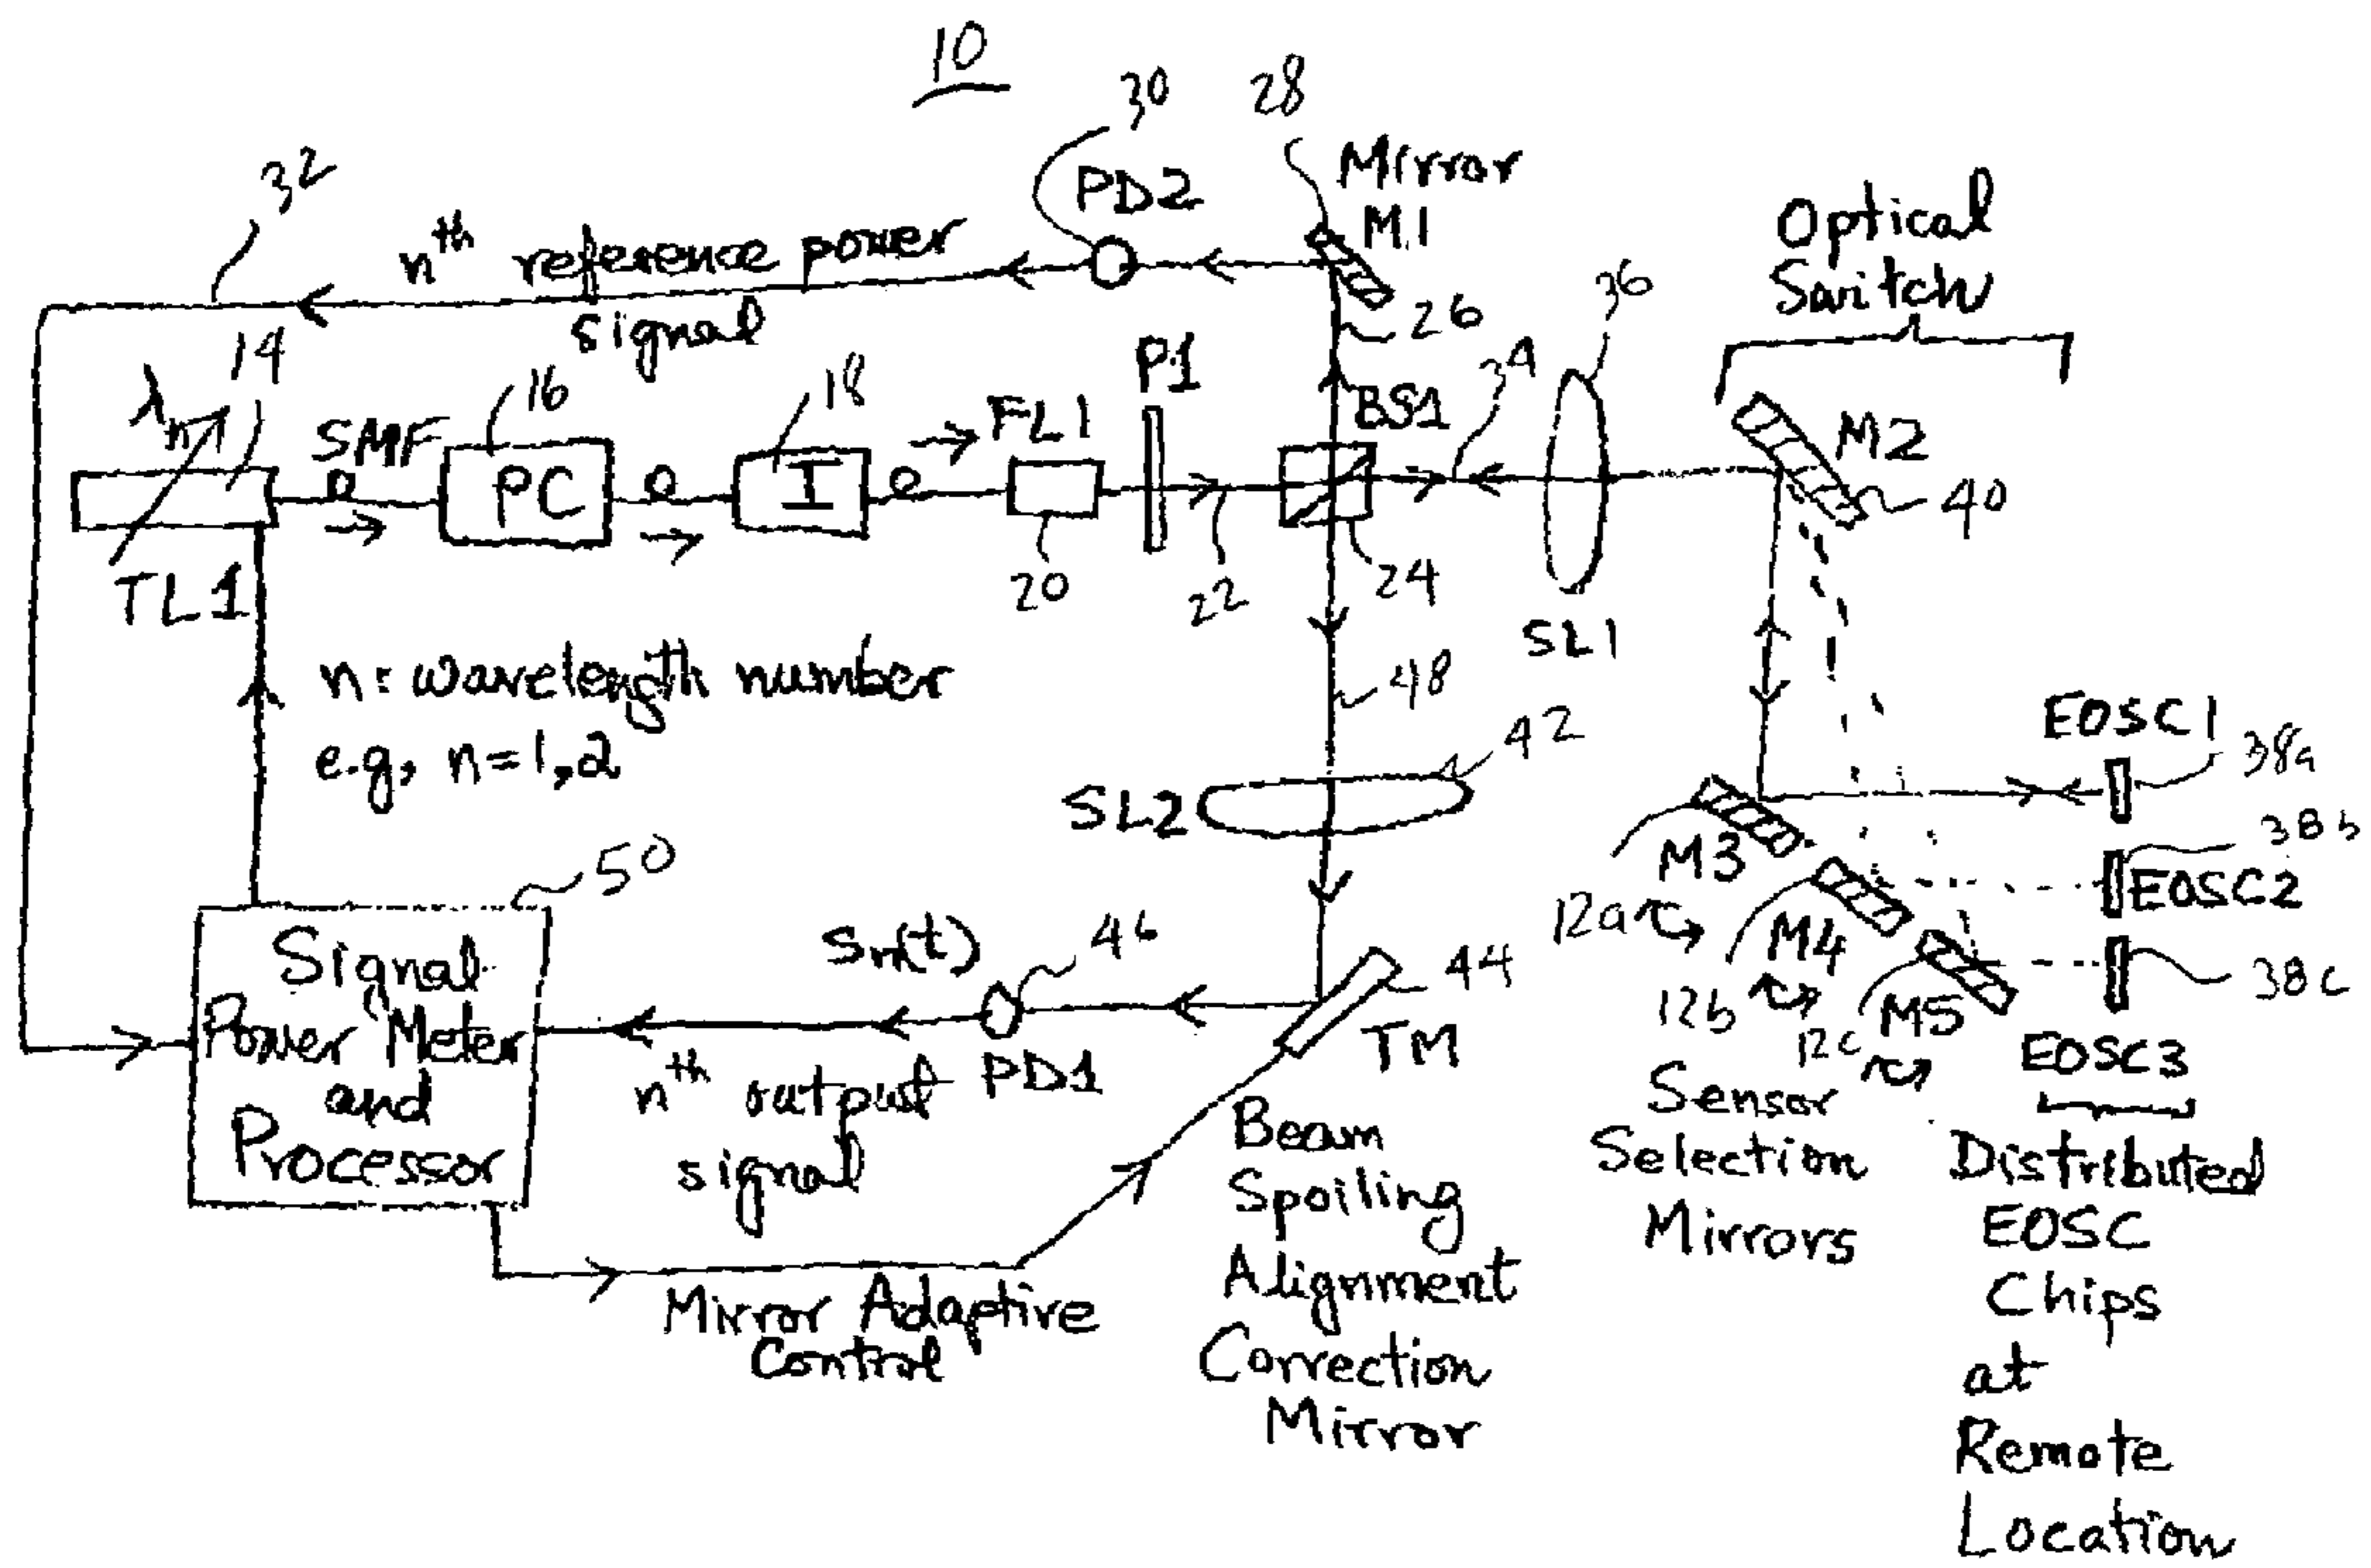 10
30
28
Mirror
M1
PD2
32
nth reference power
signal
Optical
Switch
36
26
34
14
16
18
λn
SMF
FL1
P1
BS1
M2
PC
I
40
TL1
20
22
24
SL1
n: wavelength number
e.g, n=1,2
48
42
SL2
EOSC1
38a
38b
EOSC2
38c
EOSC3
M3
M4
M5
12a
12b
12c
50
Signal
Power Meter
and
Processor
Sn(t)
46
PD1
nth output
signal
44
TM
Mirror Adaptive
Control
Beam
Spoiling
Alignment
Correction
Mirror
Sensor
Selection
Mirrors
Distributed
EOSC
Chips
at
Remote
Location